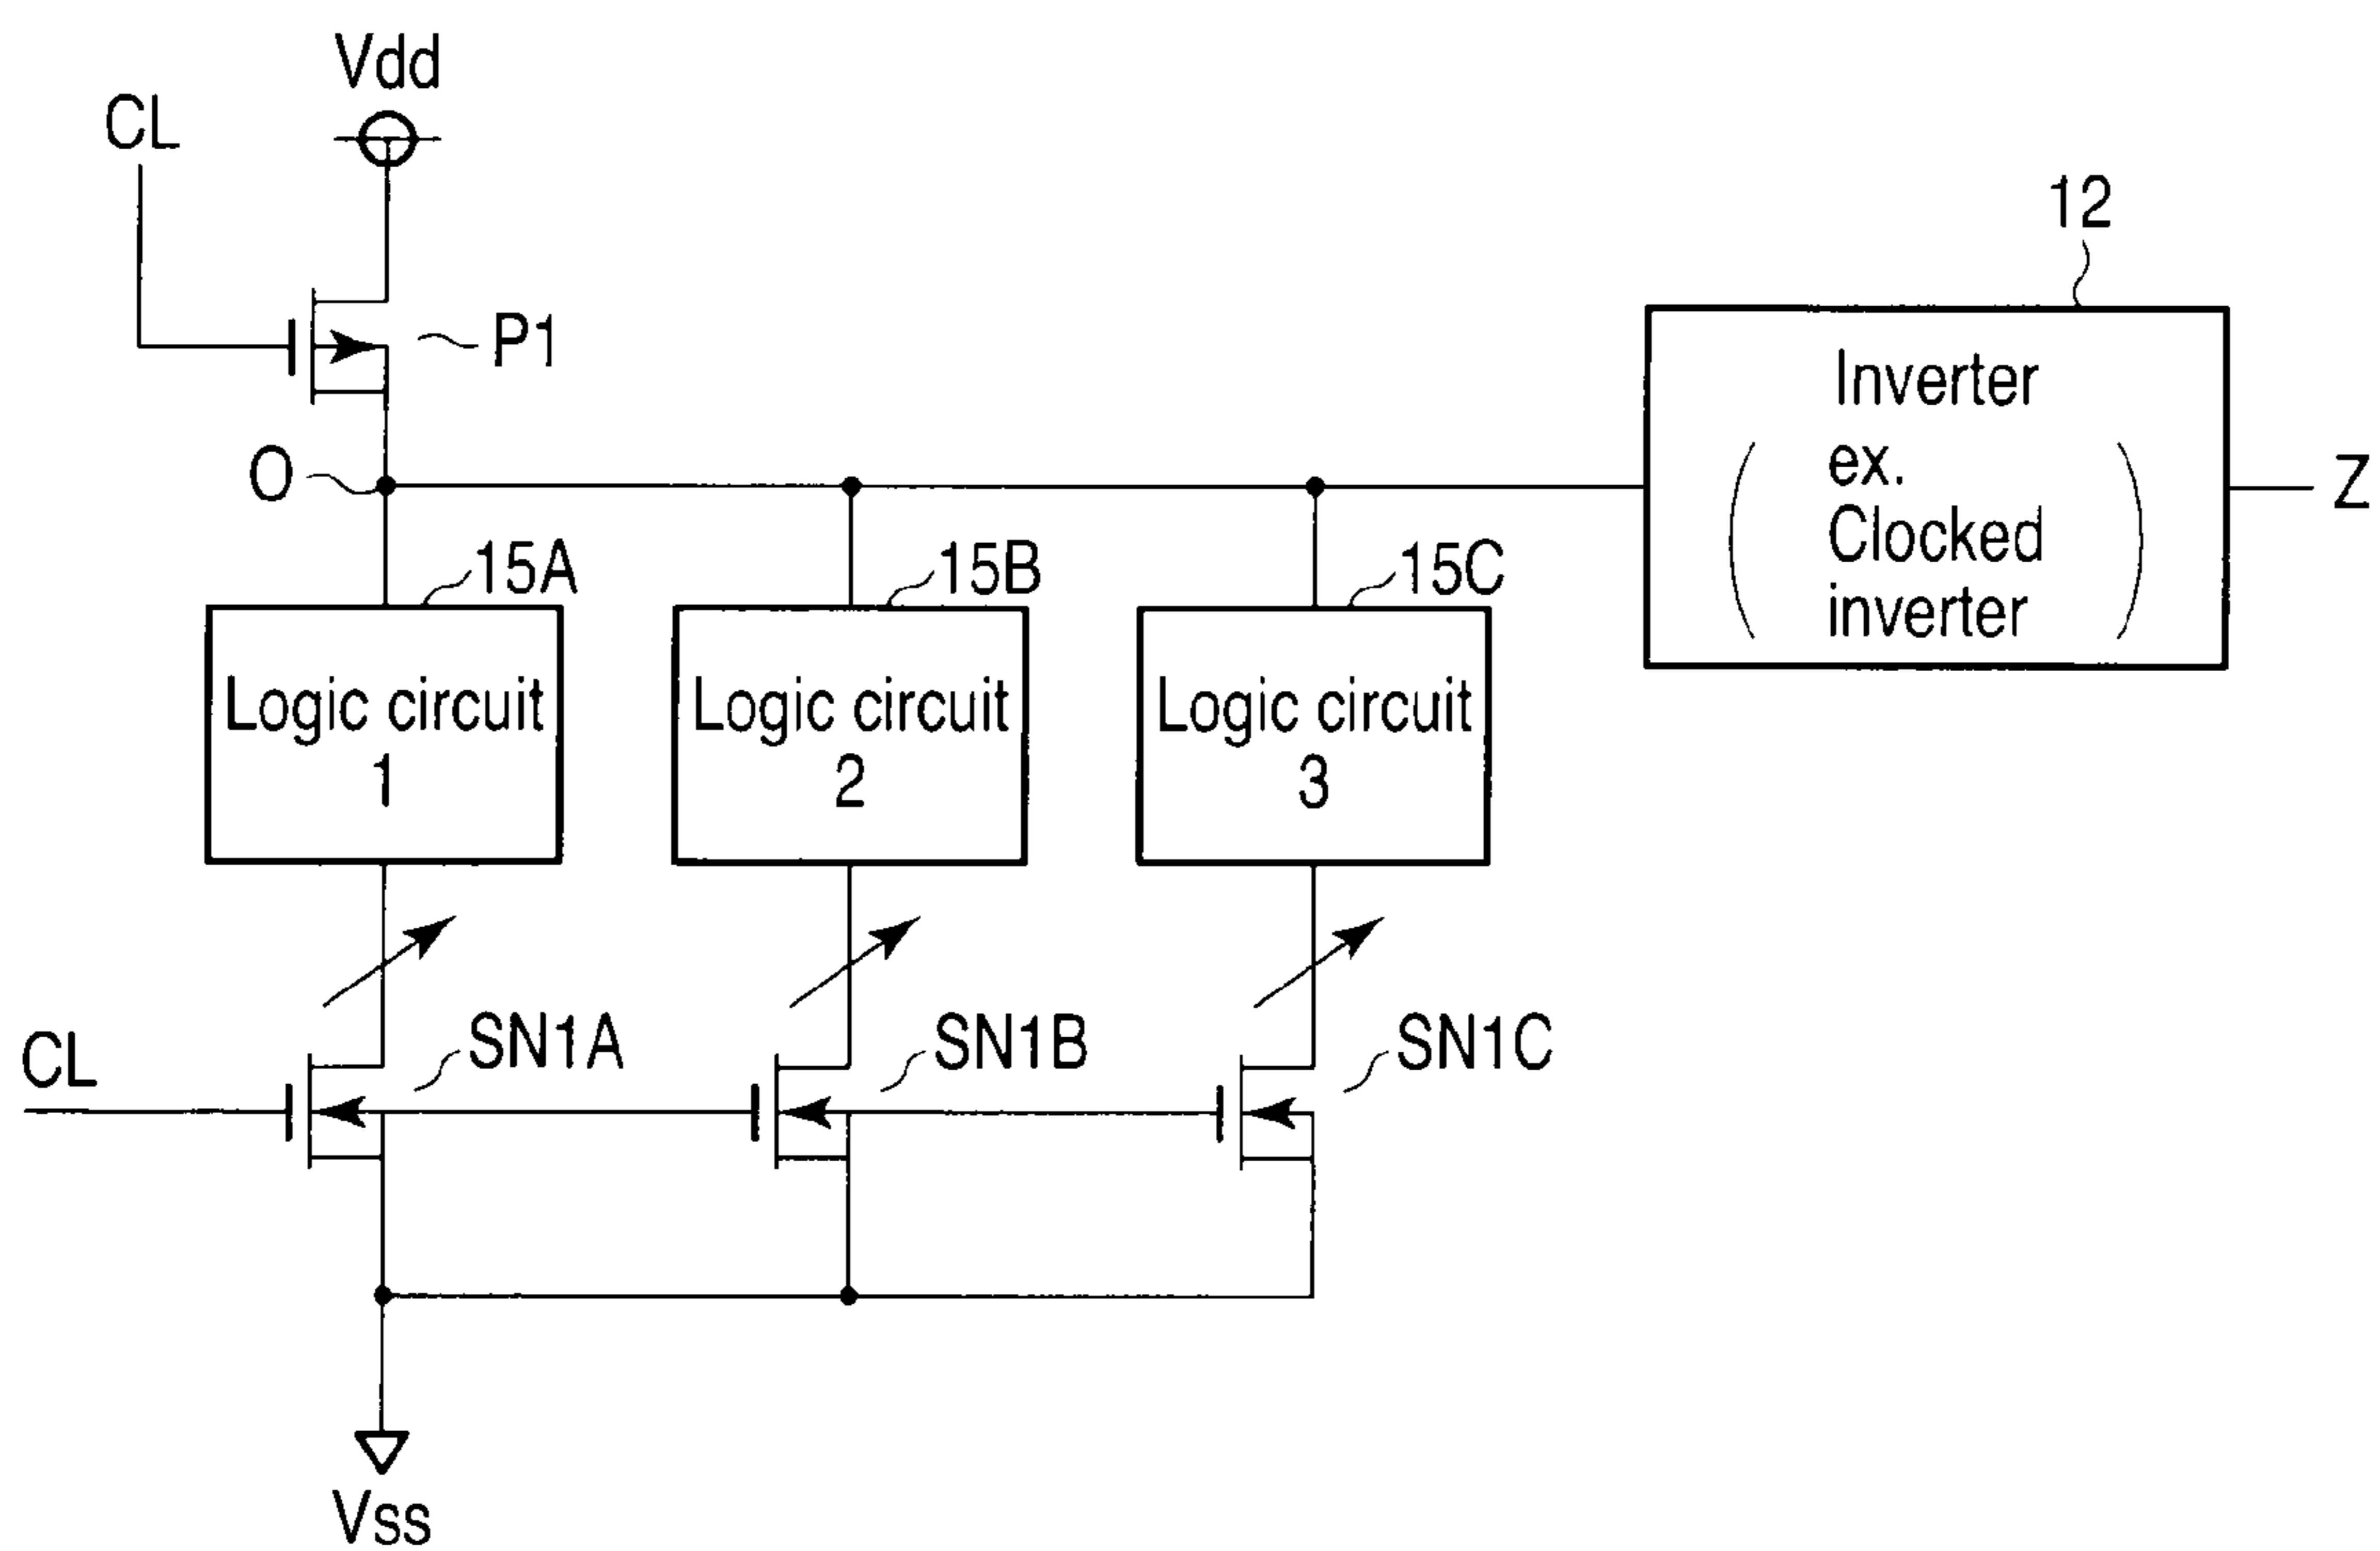 Vdd
CL
12
P1
Inverter
ex.
Clocked
inverter
O
Z
15A
15B
15C
Logic circuit
1
Logic circuit
2
Logic circuit
3
SN1A
SN1B
SN1C
CL
Vss